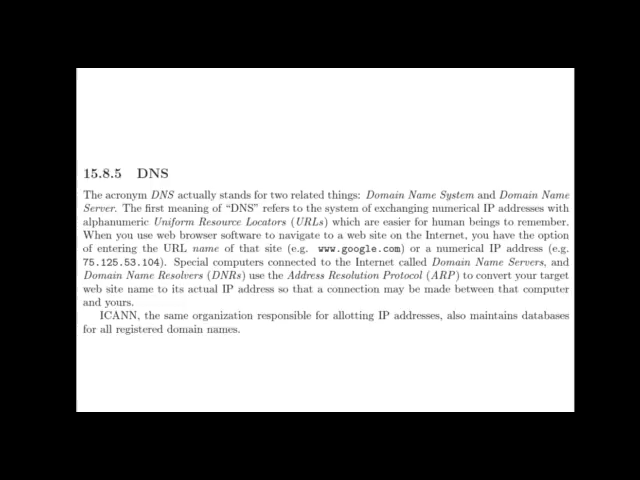 15.8.5 DNS
The acronym DNS actually stands for two related things: Domain Name System and Domain Name
Server. The first meaning of “DNS” refers to the system of exchanging numerical IP addresses with
alphanumeric Uniform Resource Locators (URLs) which are easier for human beings to remember.
When you use web browser software to navigate to a web site on the Internet, you have the option
of entering the URL name of that site (e.g. www.google.com) or a numerical IP address (e.g.
75.125.53.104). Special computers connected to the Internet called Domain Name Servers, and
Domain Name Resolvers (DNRs) use the Address Resolution Protocol (ARP) to convert your target
web site name to its actual IP address so that a connection may be made between that computer
and yours.
ICANN, the same organization responsible for allotting IP addresses, also maintains databases
for all registered domain names.